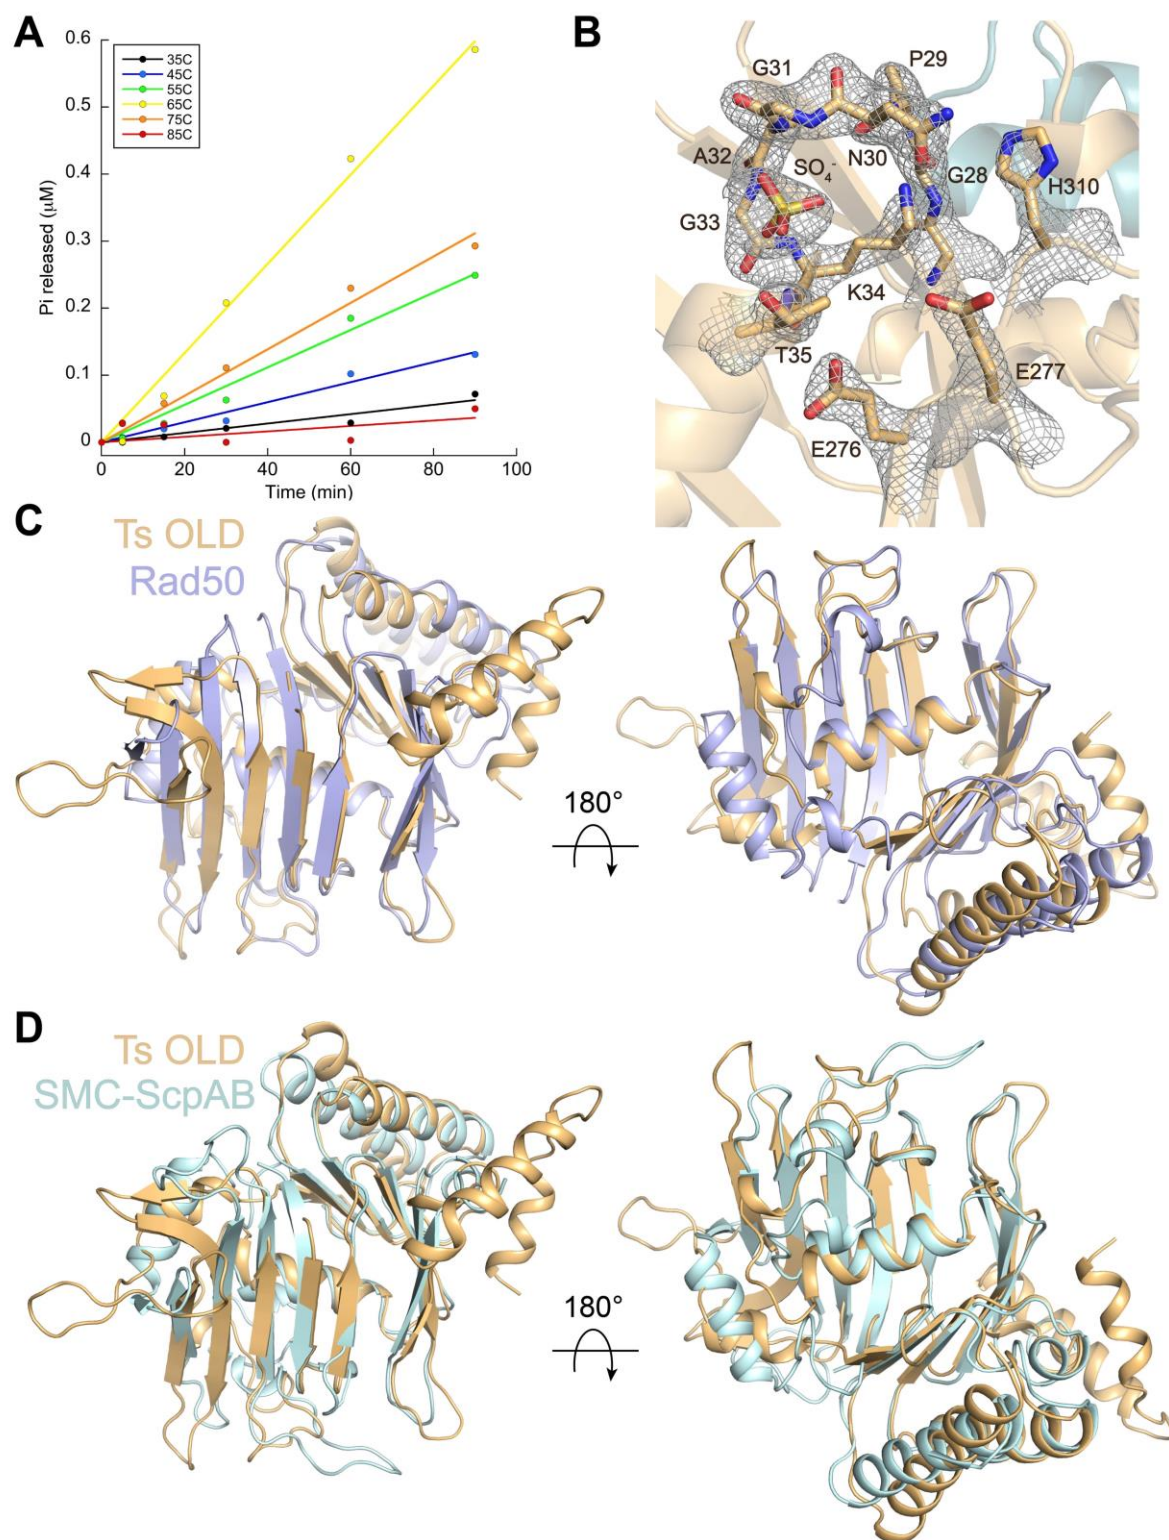 A
0.6
0.5
0.4
0.3
0.2
0.1
0
Pi released (μM)
35C
45C
55C
65C
75C
85C
0 20 40 60 80 100
Time (min)
B
G31
P29
A32
SO₄⁻
N30
G28
H310
G33
K34
T35
E277
E276
C
Ts OLD
Rad50
180°
D
Ts OLD
SMC-ScpAB
180°